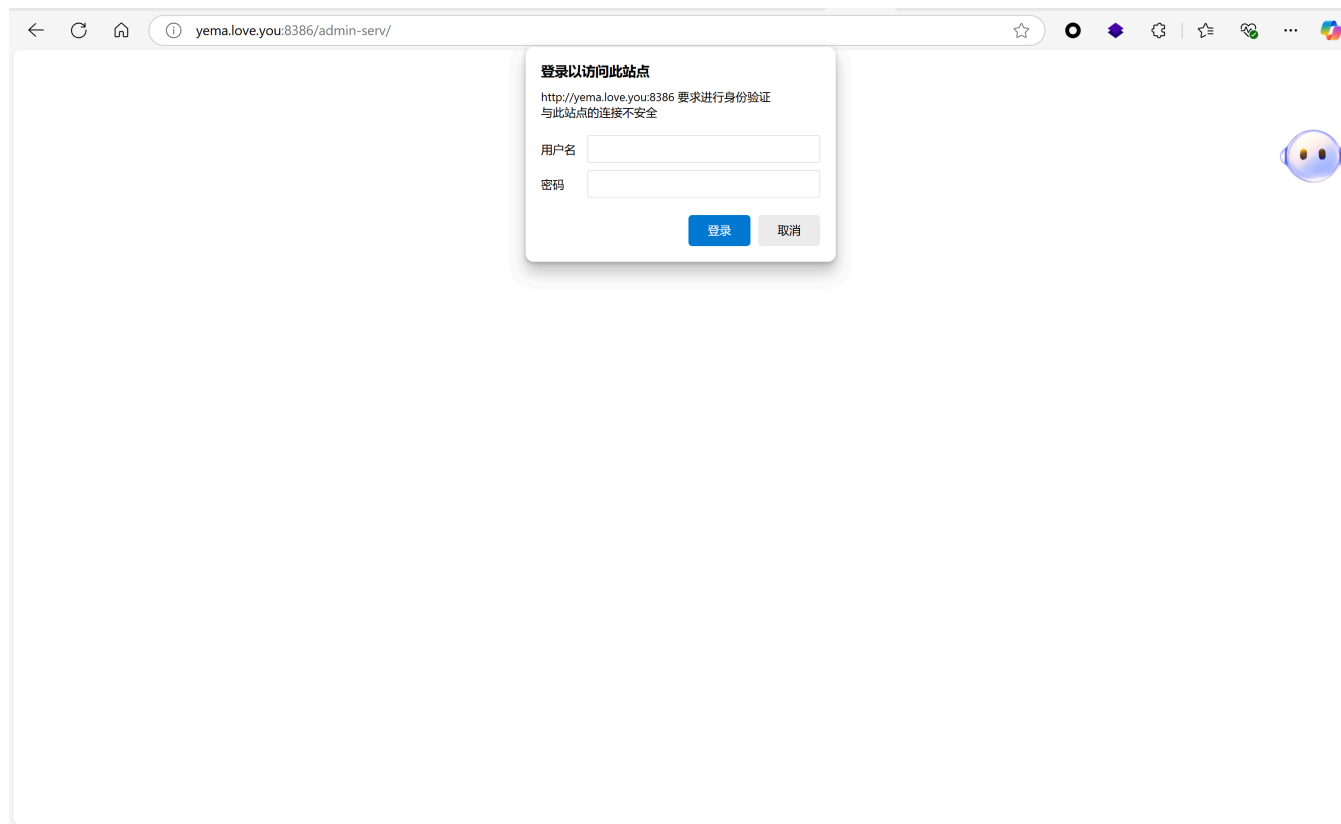 yema.love.you:8386/admin-serv/
登录以访问此站点
http://yema.love.you:8386 要求进行身份验证
与此站点的连接不安全
用户名
密码
登录 取消